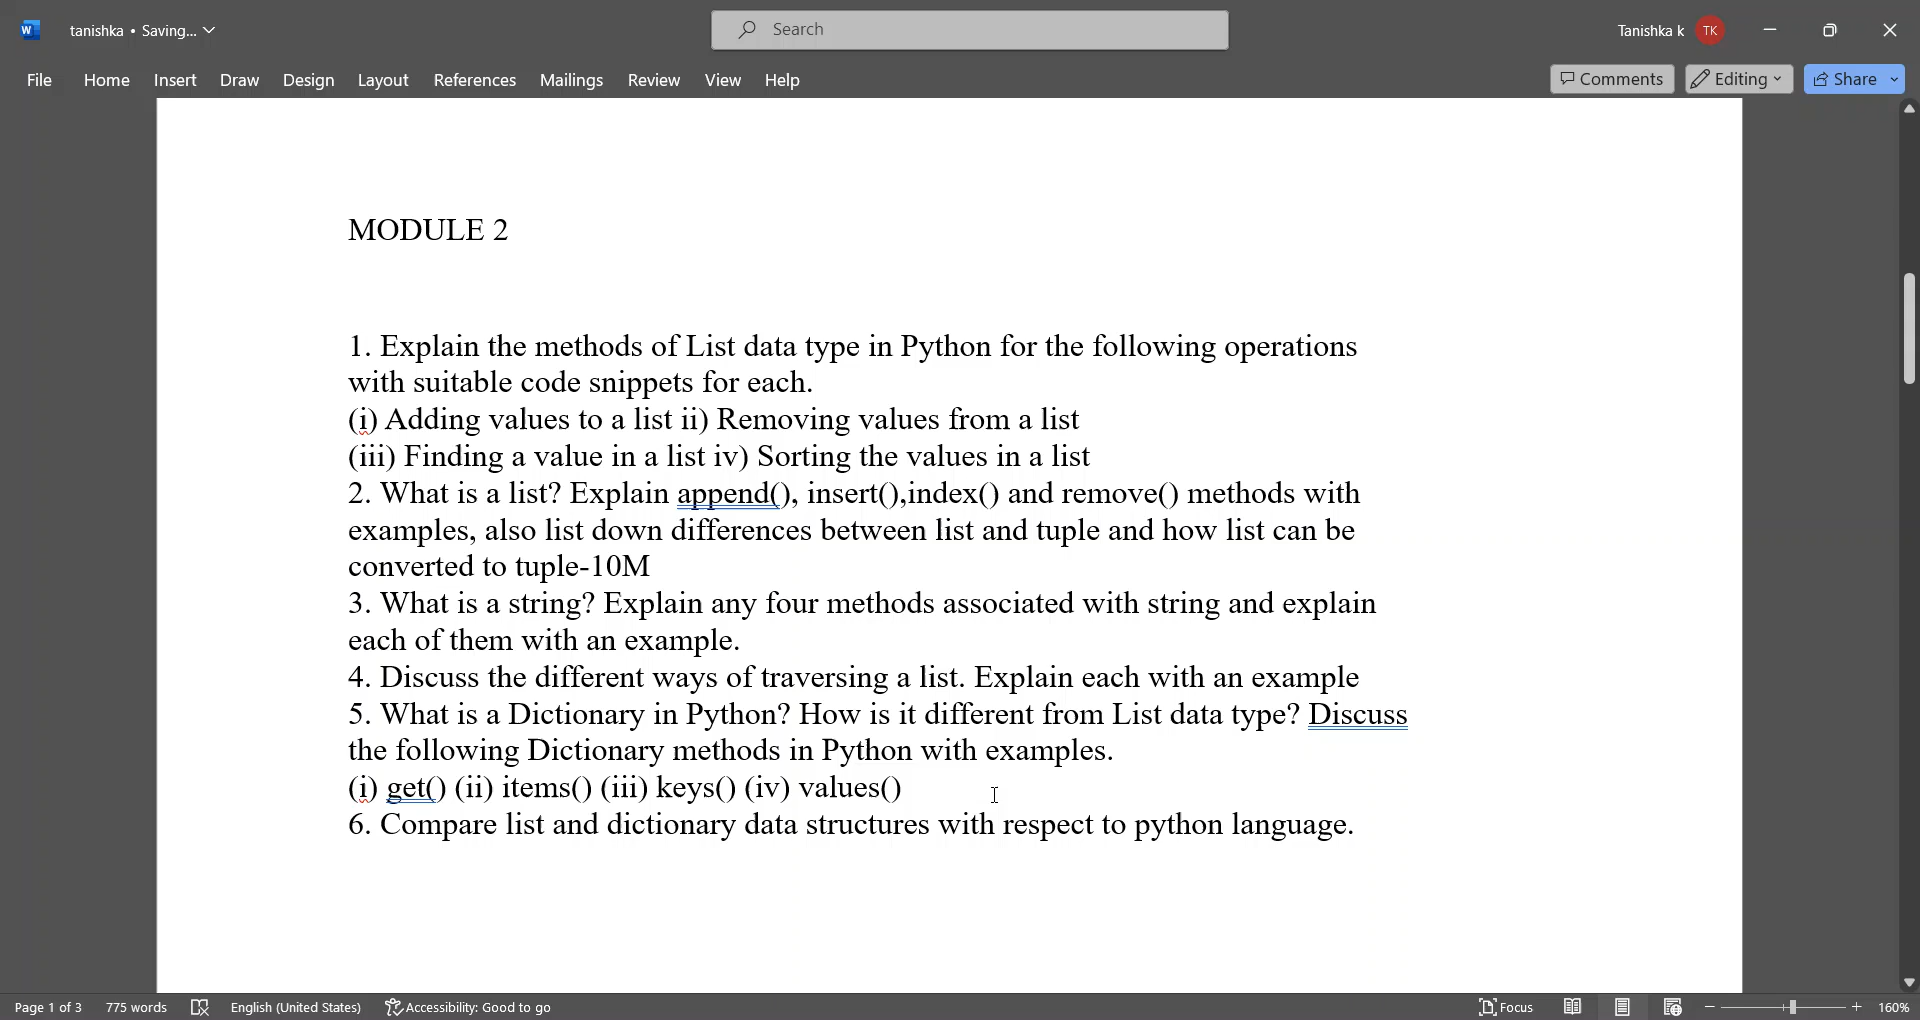 tanishka • Saving...
Search
Tanishka k TK
File Home Insert Draw Design Layout References Mailings Review View Help
Comments Editing Share
MODULE 2
1. Explain the methods of List data type in Python for the following operations
with suitable code snippets for each.
(i) Adding values to a list ii) Removing values from a list
(iii) Finding a value in a list iv) Sorting the values in a list
2. What is a list? Explain append(), insert(),index() and remove() methods with
examples, also list down differences between list and tuple and how list can be
converted to tuple-10M
3. What is a string? Explain any four methods associated with string and explain
each of them with an example.
4. Discuss the different ways of traversing a list. Explain each with an example
5. What is a Dictionary in Python? How is it different from List data type? Discuss
the following Dictionary methods in Python with examples.
(i) get() (ii) items() (iii) keys() (iv) values()
6. Compare list and dictionary data structures with respect to python language.
Page 1 of 3 775 words English (United States) Accessibility: Good to go Focus 160%